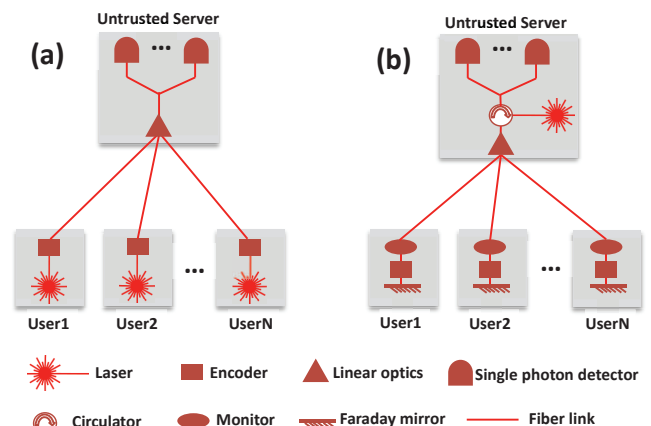 Untrusted Server
Untrusted Server
(a)
(b)
...
...
...
...
User1
User2
UserN
User1
User2
UserN
Laser
Encoder
Linear optics
Single photon detector
Circulator
Monitor
Faraday mirror
Fiber link